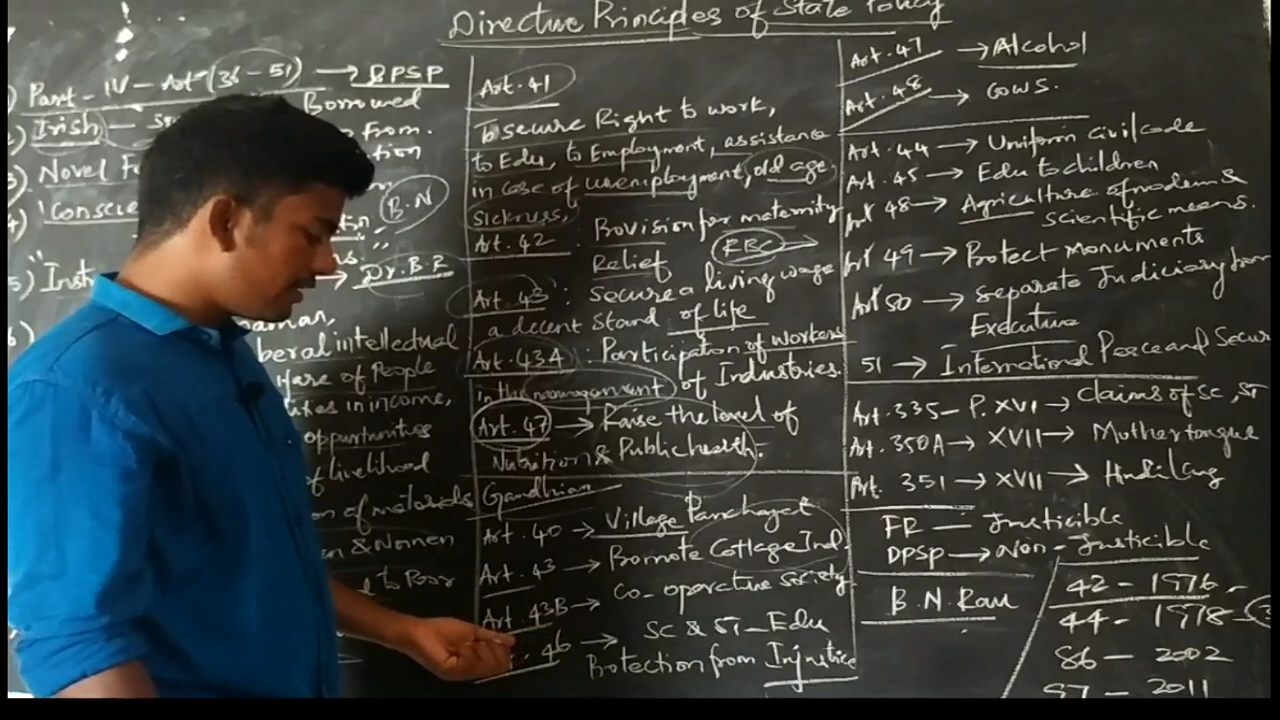 Directive Principles of State Policy
Part - IV - Art (36 - 51) → DPSP
2) Irish — Borrowed
From.
3) Novel
4) "Conscie B.N
5) "Inst → Dr. B.R
6)
beral intellectual
fare of People
in income,
opportunities
of livelihood
on of materials
en & Women
to Poor
Art. 41
To secure Right to work,
to Edu, to Employment, assistance
in case of unemployment, old age,
sickness,
Art. 42 : Provision for maternity
Relief RBC →
Art. 43 : Secure a living wage
a decent Stand of life
Art. 43A : Participation of workers
in the management of Industries.
Art. 47 → Raise the level of
Nutrition & Public health.
Gandhian
Art. 40 → Village Panchayat
Art. 43 → Promote Cottage Ind.
Art. 43B → Co-operative society.
46 → SC & ST - Edu
Protection from Injustice
Art. 47 → Alcohol
Art. 48 → cows.
Art. 44 → Uniform Civil code
Art. 45 → Edu to children
Art 48 → Agriculture of modern &
scientific means.
Art 49 → Protect monuments
Art 50 → separate Judiciary from
Executive
51 → International Peace and Secur
Art. 335 - P. XVI → claims of SC, ST
Art. 350A → XVII → Mother tongue
Art. 351 → XVII → Hindi Lang
FR — Justicible
DPSP → Non - Justicible
B.N. Rau
42 - 1976
44 - 1978
86 - 2002
97 - 2011